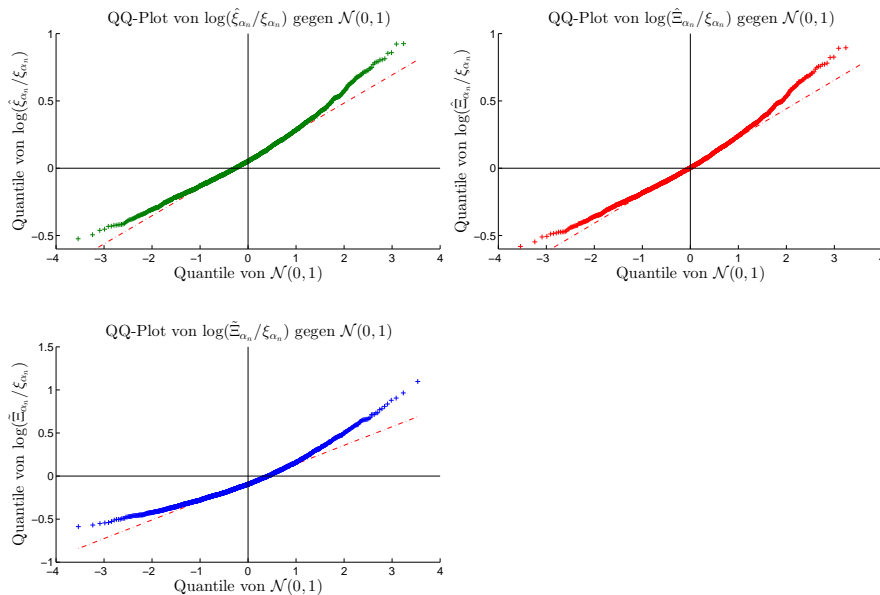 QQ-Plot von log(ξ̂_{α_n}/ξ_{α_n}) gegen 𝒩(0, 1)
Quantile von log(ξ̂_{α_n}/ξ_{α_n})
1
0.5
0
−0.5
−4 −3 −2 −1 0 1 2 3 4
Quantile von 𝒩(0, 1)
QQ-Plot von log(Ξ̂_{α_n}/ξ_{α_n}) gegen 𝒩(0, 1)
Quantile von log(Ξ̂_{α_n}/ξ_{α_n})
1
0.5
0
−0.5
−4 −3 −2 −1 0 1 2 3 4
Quantile von 𝒩(0, 1)
QQ-Plot von log(Ξ̃_{α_n}/ξ_{α_n}) gegen 𝒩(0, 1)
Quantile von log(Ξ̃_{α_n}/ξ_{α_n})
1.5
1
0.5
0
−0.5
−1
−4 −3 −2 −1 0 1 2 3 4
Quantile von 𝒩(0, 1)